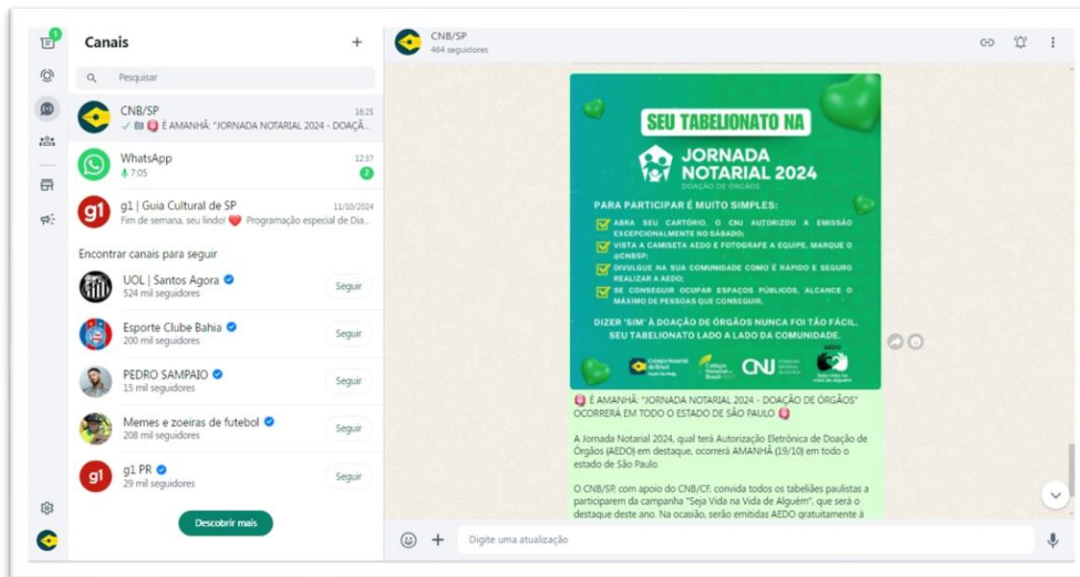 1
Canais
Pesquisar
CNB/SP
16:25
É AMANHÃ: "JORNADA NOTARIAL 2024 - DOAÇÃ...
WhatsApp
12:37
7:05
2
g1
g1 | Guia Cultural de SP
11/10/2024
Fim de semana, seu lindo! Programação especial de Dia...
Encontrar canais para seguir
UOL | Santos Agora
524 mil seguidores
Seguir
Esporte Clube Bahia
200 mil seguidores
Seguir
PEDRO SAMPAIO
15 mil seguidores
Seguir
Memes e zoeiras de futebol
208 mil seguidores
Seguir
g1
g1 PR
29 mil seguidores
Seguir
Descobrir mais
CNB/SP
464 seguidores
SEU TABELIONATO NA
JORNADA
NOTARIAL 2024
DOAÇÃO DE ÓRGÃOS
PARA PARTICIPAR É MUITO SIMPLES:
ABRA SEU CARTÓRIO, O CNJ AUTORIZOU A EMISSÃO
EXCEPCIONALMENTE NO SÁBADO;
VISTA A CAMISETA AEDO E FOTOGRAFE A EQUIPE, MARQUE O
@CNBSP;
DIVULGUE NA SUA COMUNIDADE COMO É RÁPIDO E SEGURO
REALIZAR A AEDO;
SE CONSEGUIR OCUPAR ESPAÇOS PÚBLICOS, ALCANCE O
MÁXIMO DE PESSOAS QUE CONSEGUIR.
DIZER 'SIM' À DOAÇÃO DE ÓRGÃOS NUNCA FOI TÃO FÁCIL.
SEU TABELIONATO LADO A LADO DA COMUNIDADE.
Colégio Notarial
do Brasil
Colégio
Notarial
Brasil
CNJ
AEDO
É AMANHÃ: "JORNADA NOTARIAL 2024 - DOAÇÃO DE ÓRGÃOS"
OCORRERÁ EM TODO O ESTADO DE SÃO PAULO
A Jornada Notarial 2024, qual terá Autorização Eletrônica de Doação de
Órgãos (AEDO) em destaque, ocorrerá AMANHÃ (19/10) em todo o
estado de São Paulo.
O CNB/SP, com apoio do CNB/CF, convida todos os tabeliães paulistas a
participarem da campanha "Seja Vida na Vida de Alguém", que será o
destaque deste ano. Na ocasião, serão emitidas AEDO gratuitamente à
Digite uma atualização